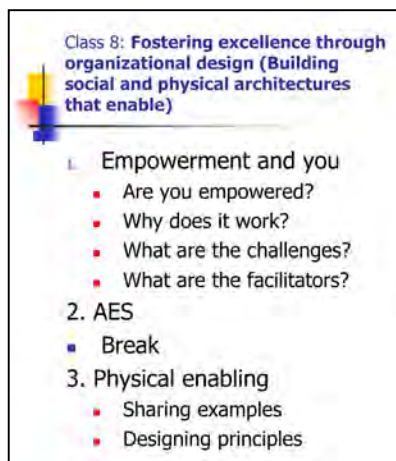 Class 8: Fostering excellence through
organizational design (Building
social and physical architectures
that enable)
1. Empowerment and you
▪ Are you empowered?
▪ Why does it work?
▪ What are the challenges?
▪ What are the facilitators?
2. AES
▪ Break
3. Physical enabling
▪ Sharing examples
▪ Designing principles